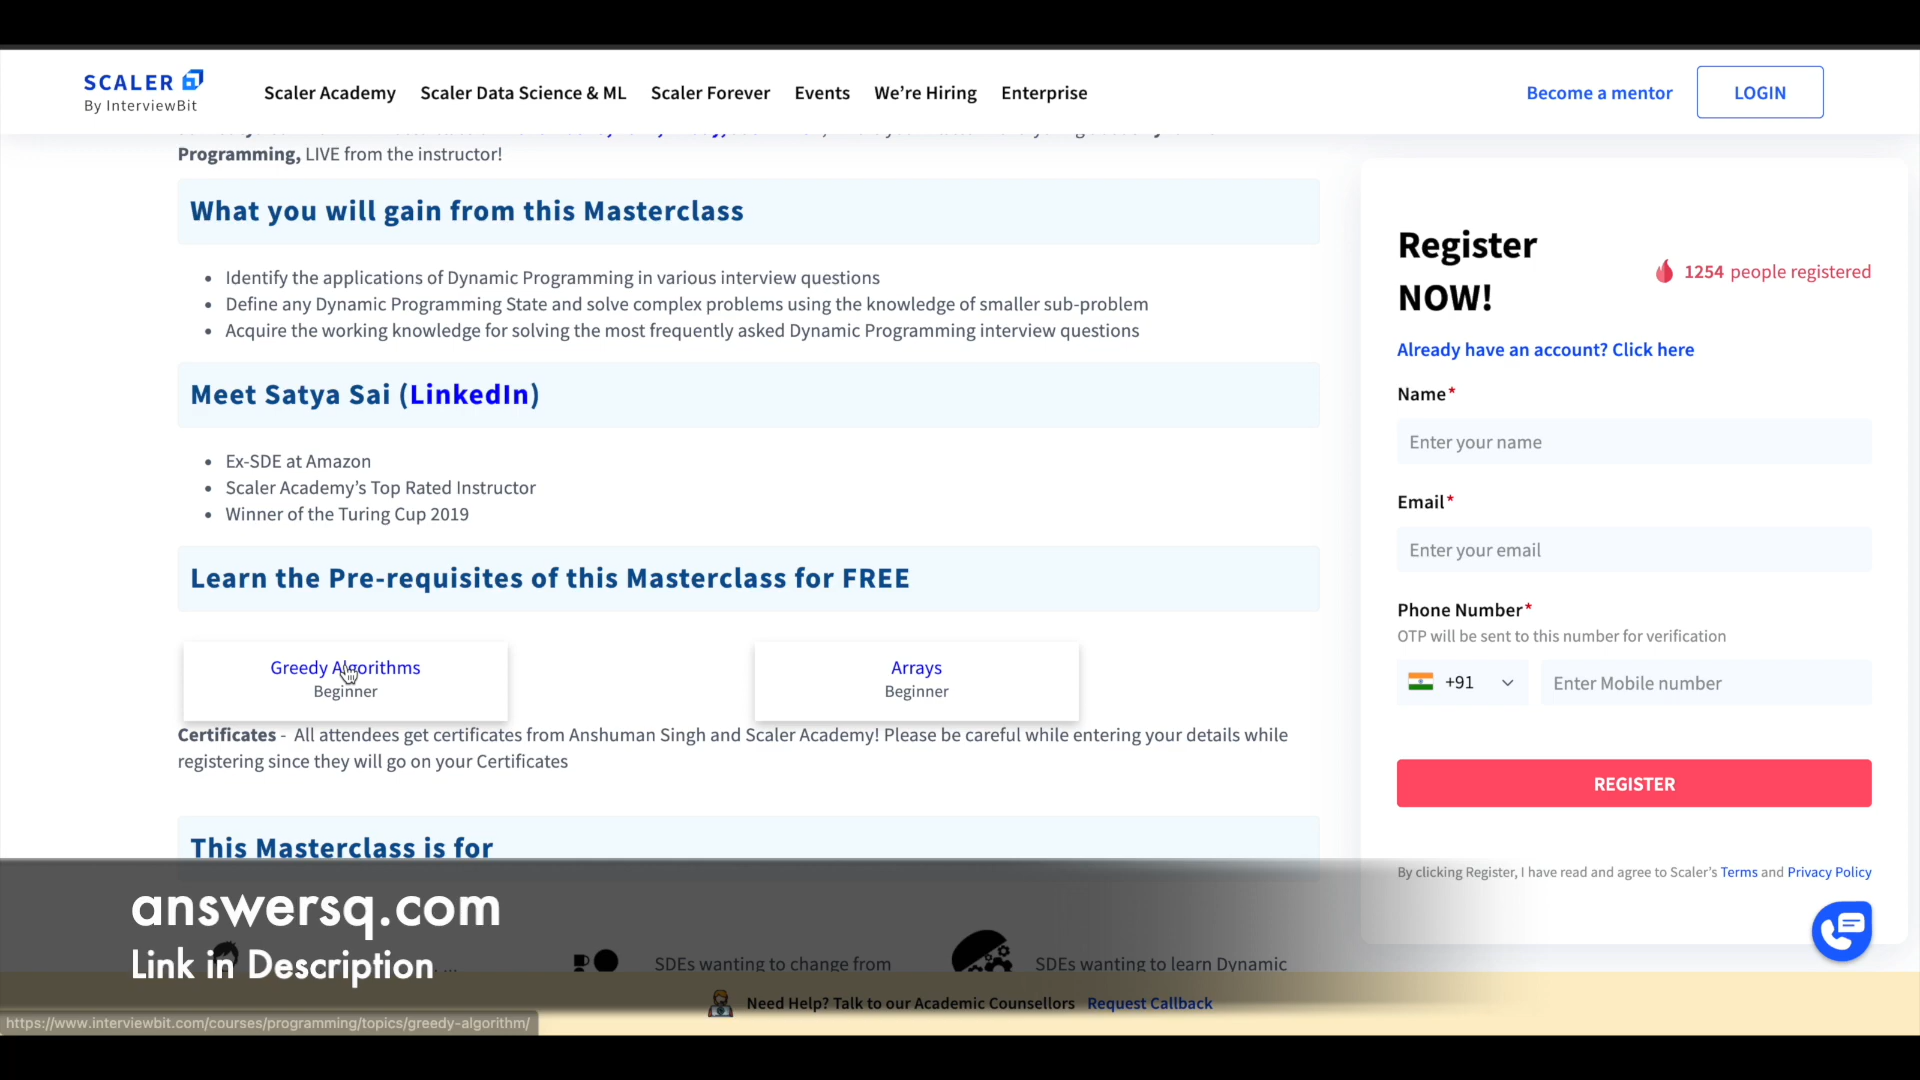 SCALER
By InterviewBit
Scaler Academy
Scaler Data Science & ML
Scaler Forever
Events
We're Hiring
Enterprise
Become a mentor
LOGIN
Programming, LIVE from the instructor!
What you will gain from this Masterclass
• Identify the applications of Dynamic Programming in various interview questions
• Define any Dynamic Programming State and solve complex problems using the knowledge of smaller sub-problem
• Acquire the working knowledge for solving the most frequently asked Dynamic Programming interview questions
Meet Satya Sai (LinkedIn)
• Ex-SDE at Amazon
• Scaler Academy's Top Rated Instructor
• Winner of the Turing Cup 2019
Learn the Pre-requisites of this Masterclass for FREE
Greedy Algorithms
Beginner
Arrays
Beginner
Certificates - All attendees get certificates from Anshuman Singh and Scaler Academy! Please be careful while entering your details while
registering since they will go on your Certificates
This Masterclass is for
SDEs wanting to change from
SDEs wanting to learn Dynamic
Need Help? Talk to our Academic Counsellors Request Callback
Register
NOW!
1254 people registered
Already have an account? Click here
Name*
Enter your name
Email*
Enter your email
Phone Number*
OTP will be sent to this number for verification
+91
Enter Mobile number
REGISTER
By clicking Register, I have read and agree to Scaler's Terms and Privacy Policy
answersq.com
Link in Description
https://www.interviewbit.com/courses/programming/topics/greedy-algorithm/